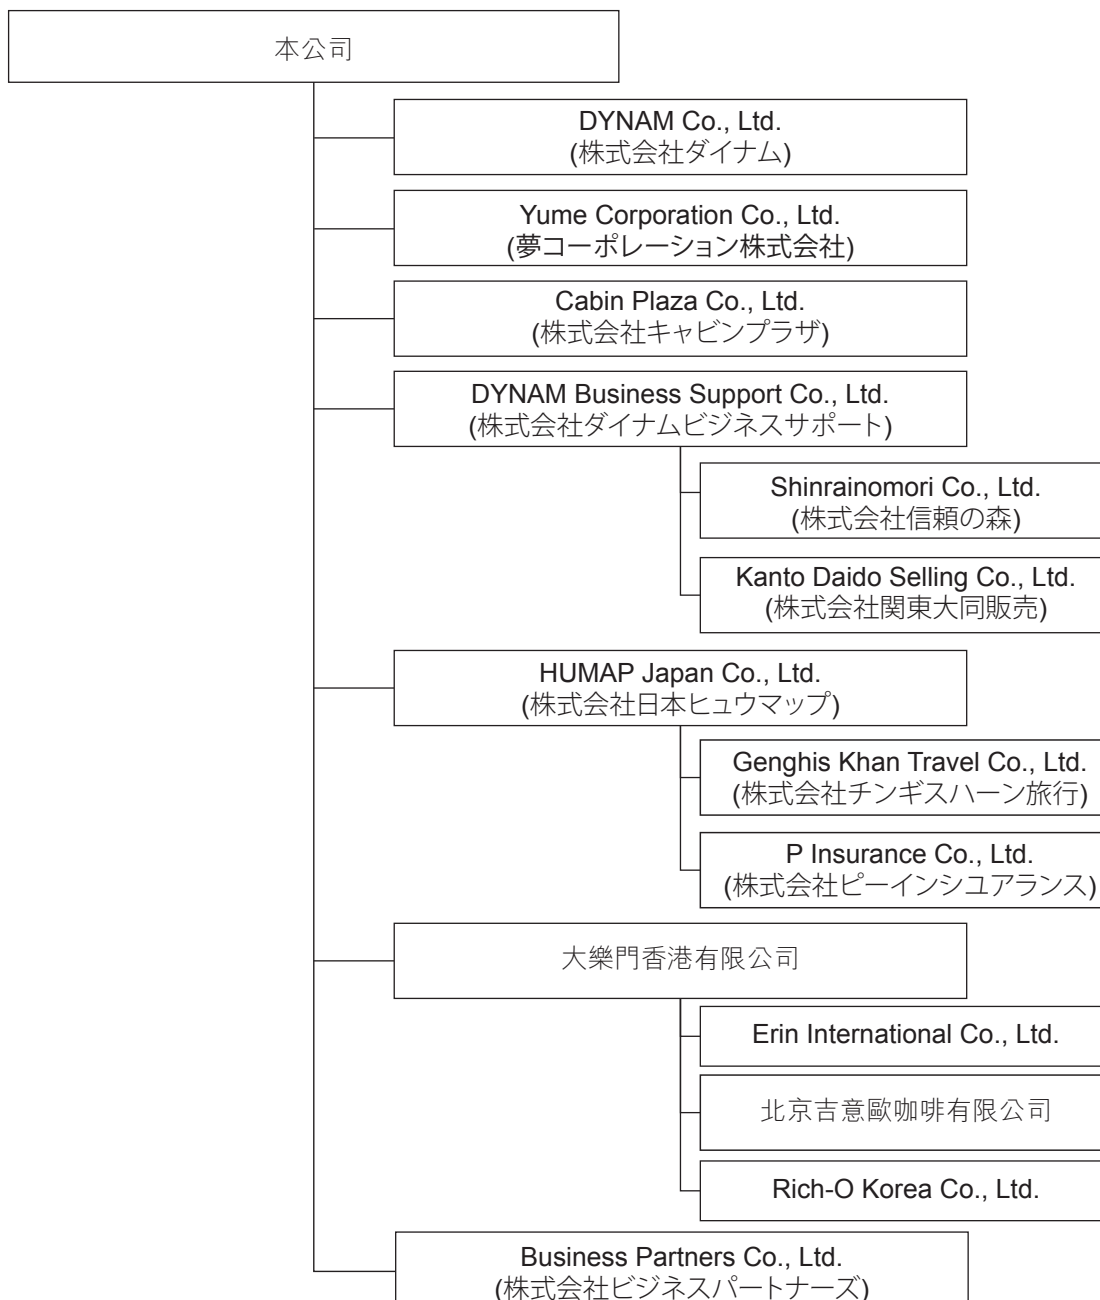 本公司
DYNAM Co., Ltd.
(株式会社ダイナム)
Yume Corporation Co., Ltd.
(夢コーポレーション株式会社)
Cabin Plaza Co., Ltd.
(株式会社キャビンプラザ)
DYNAM Business Support Co., Ltd.
(株式会社ダイナムビジネスサポート)
Shinrainomori Co., Ltd.
(株式会社信頼の森)
Kanto Daido Selling Co., Ltd.
(株式会社関東大同販売)
HUMAP Japan Co., Ltd.
(株式会社日本ヒュウマップ)
Genghis Khan Travel Co., Ltd.
(株式会社チンギスハーン旅行)
P Insurance Co., Ltd.
(株式会社ピーインシユアランス)
大樂門香港有限公司
Erin International Co., Ltd.
北京吉意歐咖啡有限公司
Rich-O Korea Co., Ltd.
Business Partners Co., Ltd.
(株式会社ビジネスパートナーズ)